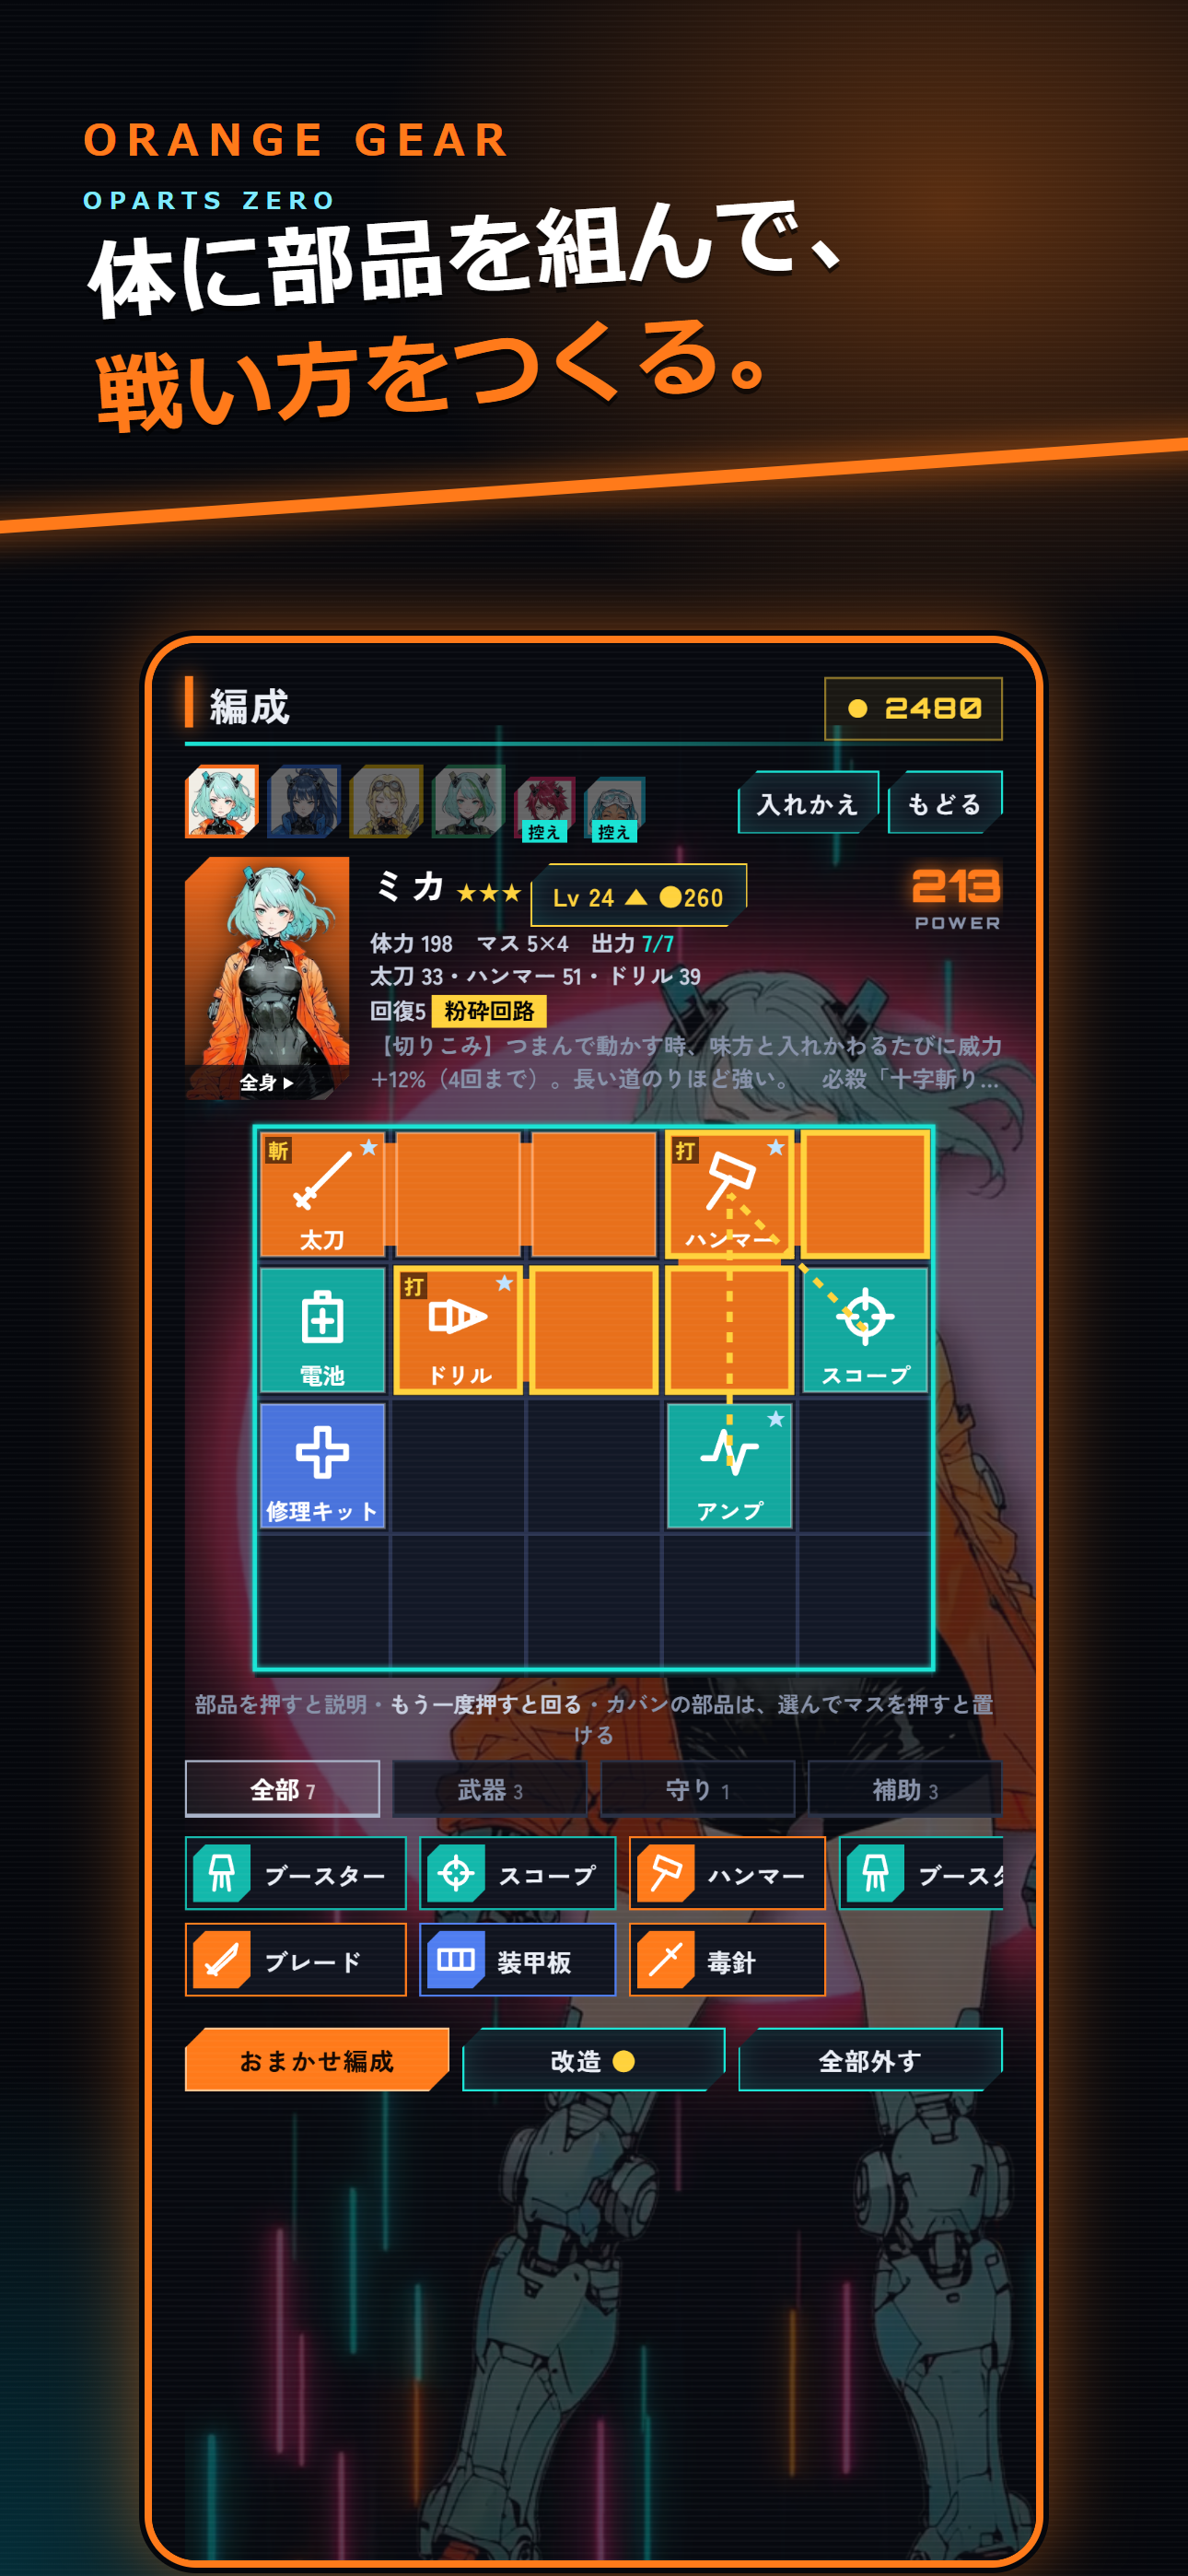 ORANGE GEAR
OPARTS ZERO
体に部品を組んで、
戦い方をつくる。
編成
2480
控え 控え
入れかえ もどる
ミカ ★★★ Lv 24 ▲ ●260
213
POWER
全身▶
体力 198 マス 5×4 出力 7/7
太刀 33・ハンマー 51・ドリル 39
回復5 粉砕回路
【切りこみ】つまんで動かす時、味方と入れかわるたびに威力
+12%（4回まで）。長い道のりほど強い。 必殺「十字斬り…
斬 太刀
打 ハンマー
電池
打 ドリル
スコープ
修理キット
アンプ
部品を押すと説明・もう一度押すと回る・カバンの部品は、選んでマスを押すと置
ける
全部 7 武器 3 守り 1 補助 3
ブースター スコープ ハンマー ブースタ
ブレード 装甲板 毒針
おまかせ編成 改造 全部外す